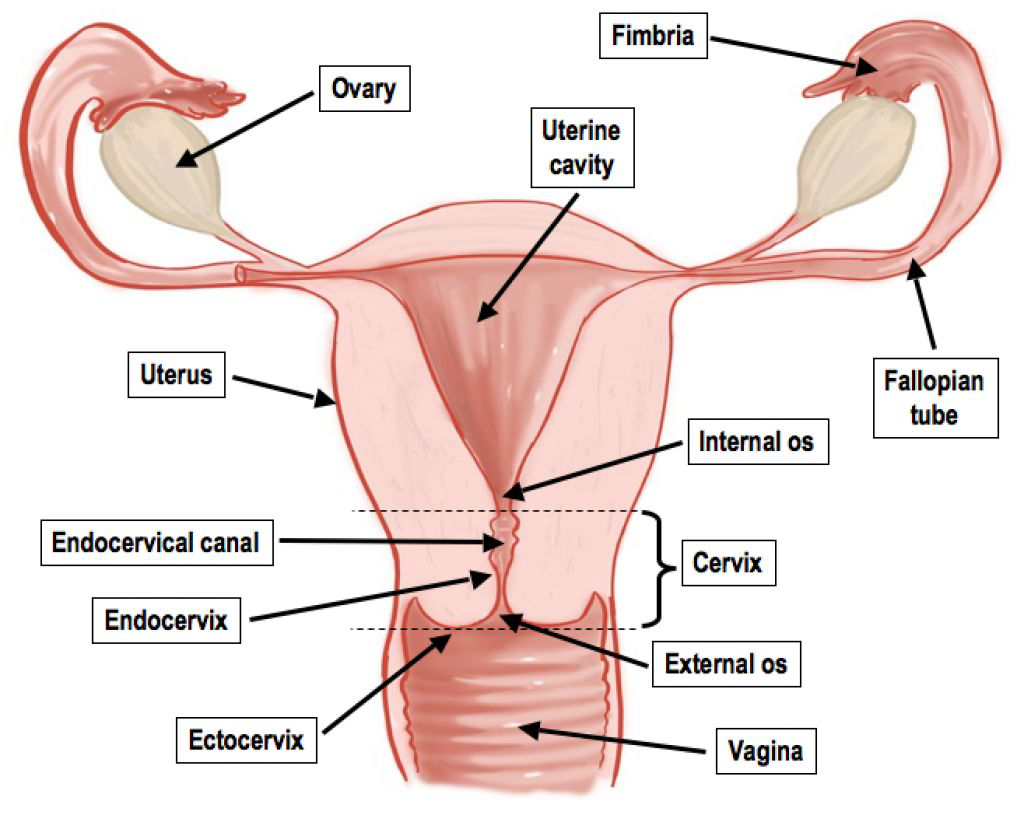 Fimbria
Ovary
Uterine
cavity
Uterus
Fallopian
tube
Internal os
Endocervical canal
Cervix
Endocervix
External os
Ectocervix
Vagina